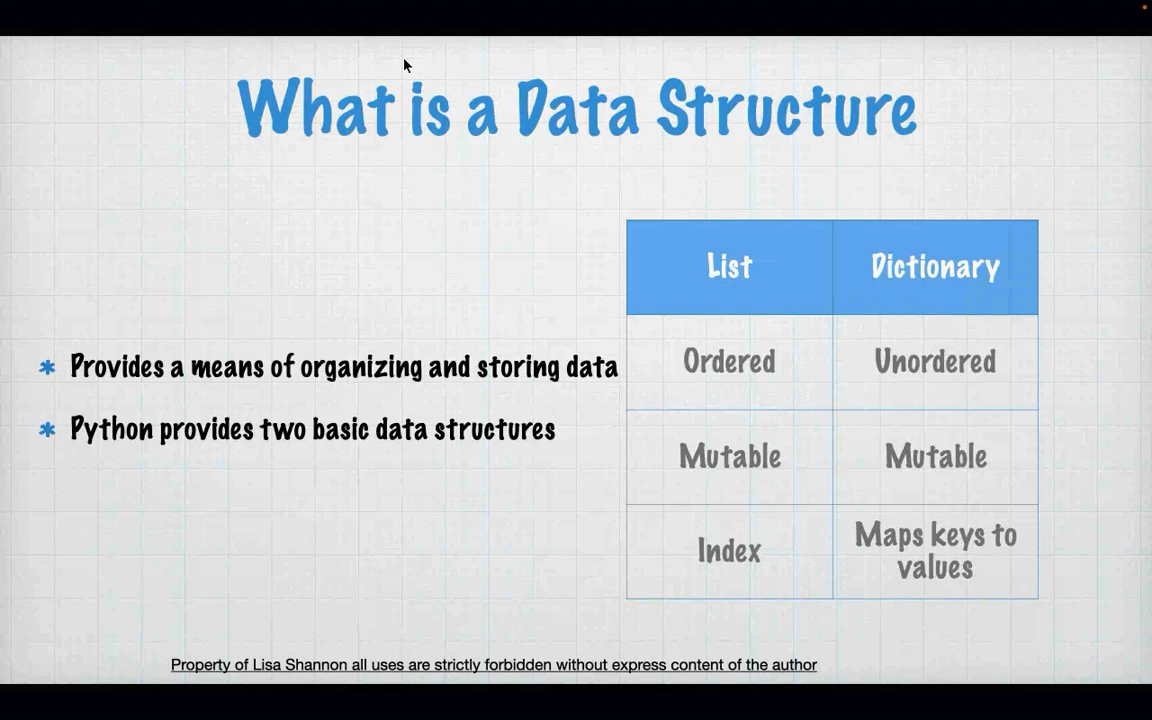 What is a Data Structure
List Dictionary
* Provides a means of organizing and storing data
Ordered Unordered
* Python provides two basic data structures
Mutable Mutable
Index Maps keys to
values
Property of Lisa Shannon all uses are strictly forbidden without express content of the author